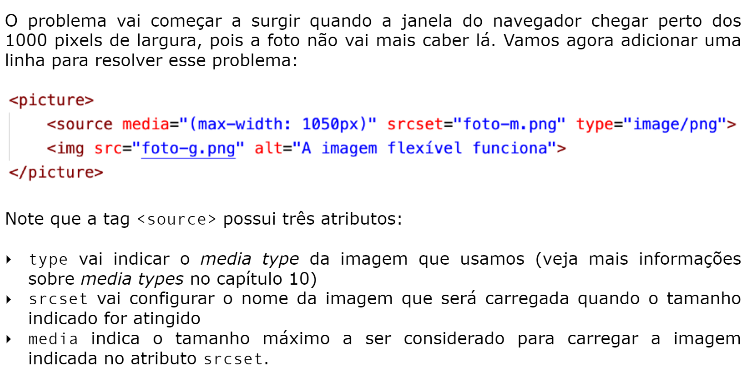 O problema vai começar a surgir quando a janela do navegador chegar perto dos
1000 pixels de largura, pois a foto não vai mais caber lá. Vamos agora adicionar uma
linha para resolver esse problema:
<picture>
<source media="(max-width: 1050px)" srcset="foto-m.png" type="image/png">
<img src="foto-g.png" alt="A imagem flexível funciona">
</picture>
Note que a tag <source> possui três atributos:
‣ type vai indicar o media type da imagem que usamos (veja mais informações
sobre media types no capítulo 10)
‣ srcset vai configurar o nome da imagem que será carregada quando o tamanho
indicado for atingido
‣ media indica o tamanho máximo a ser considerado para carregar a imagem
indicada no atributo srcset.